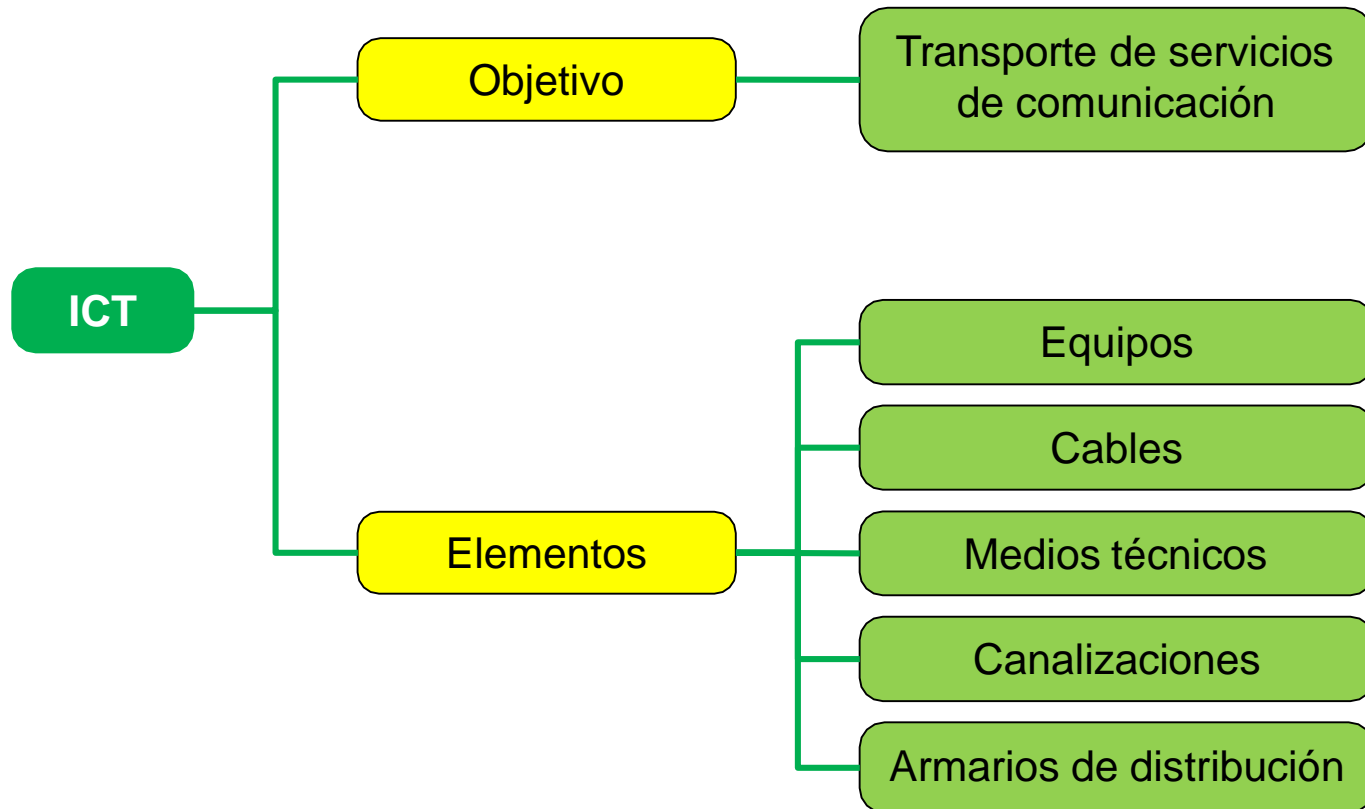 Objetivo
Transporte de servicios
de comunicación
ICT
Elementos
Equipos
Cables
Medios técnicos
Canalizaciones
Armarios de distribución